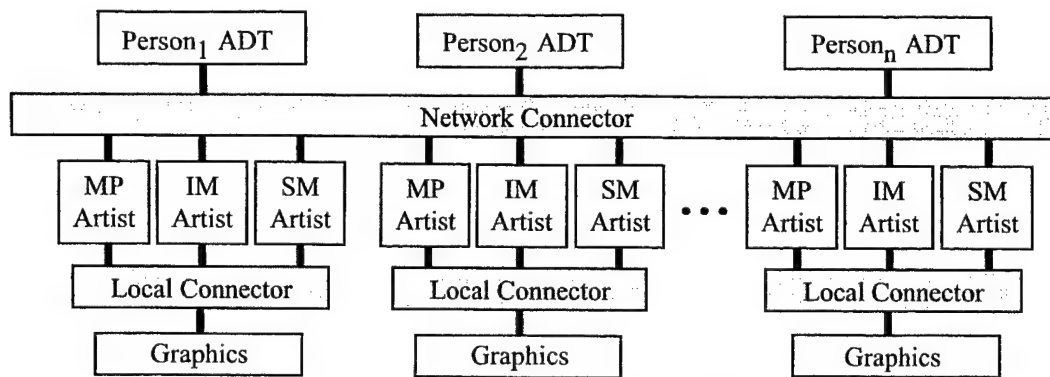 Person1 ADT
Person2 ADT
Personn ADT
Network Connector
MP Artist
IM Artist
SM Artist
MP Artist
IM Artist
SM Artist
• • •
MP Artist
IM Artist
SM Artist
Local Connector
Local Connector
Local Connector
Graphics
Graphics
Graphics